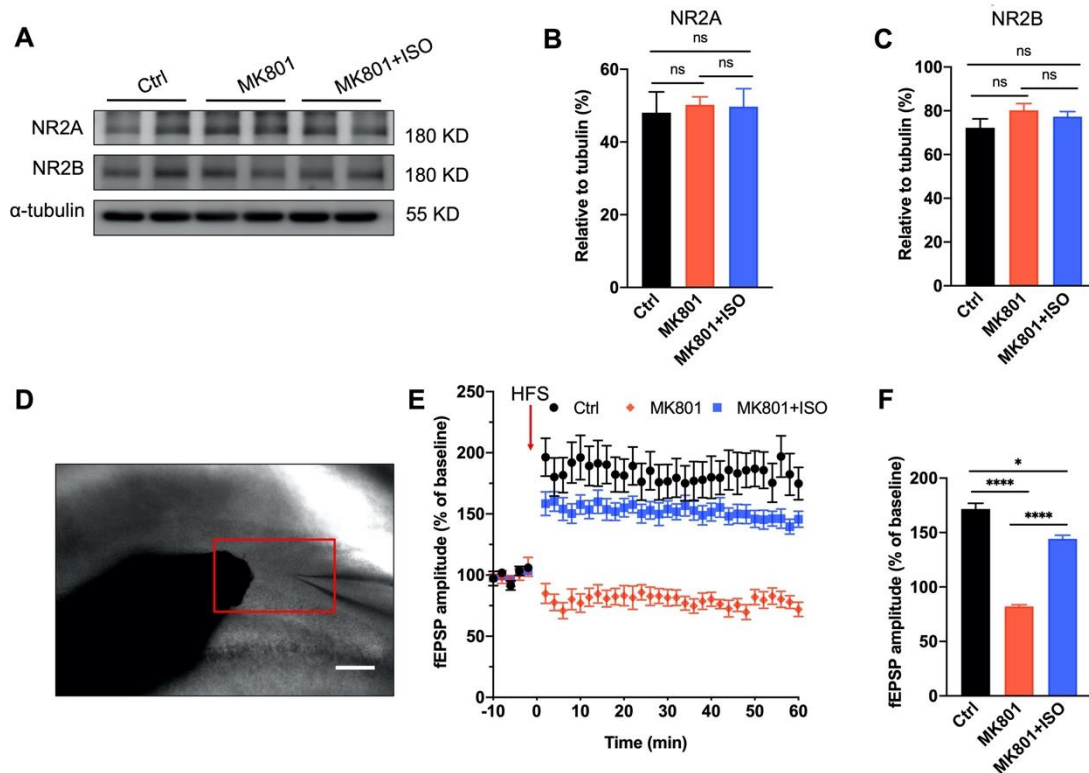 A
Ctrl
MK801
MK801+ISO
NR2A
180 KD
NR2B
180 KD
α-tubulin
55 KD
B
NR2A
ns
ns
ns
Relative to tubulin (%)
60
40
20
0
Ctrl
MK801
MK801+ISO
C
NR2B
ns
ns
ns
Relative to tubulin (%)
100
80
60
40
20
0
Ctrl
MK801
MK801+ISO
D
E
HFS
Ctrl
MK801
MK801+ISO
fEPSP amplitude (% of baseline)
250
200
150
100
50
0
-10
0
10
20
30
40
50
60
Time (min)
F
*
****
****
fEPSP amplitude (% of baseline)
200
150
100
50
0
Ctrl
MK801
MK801+ISO